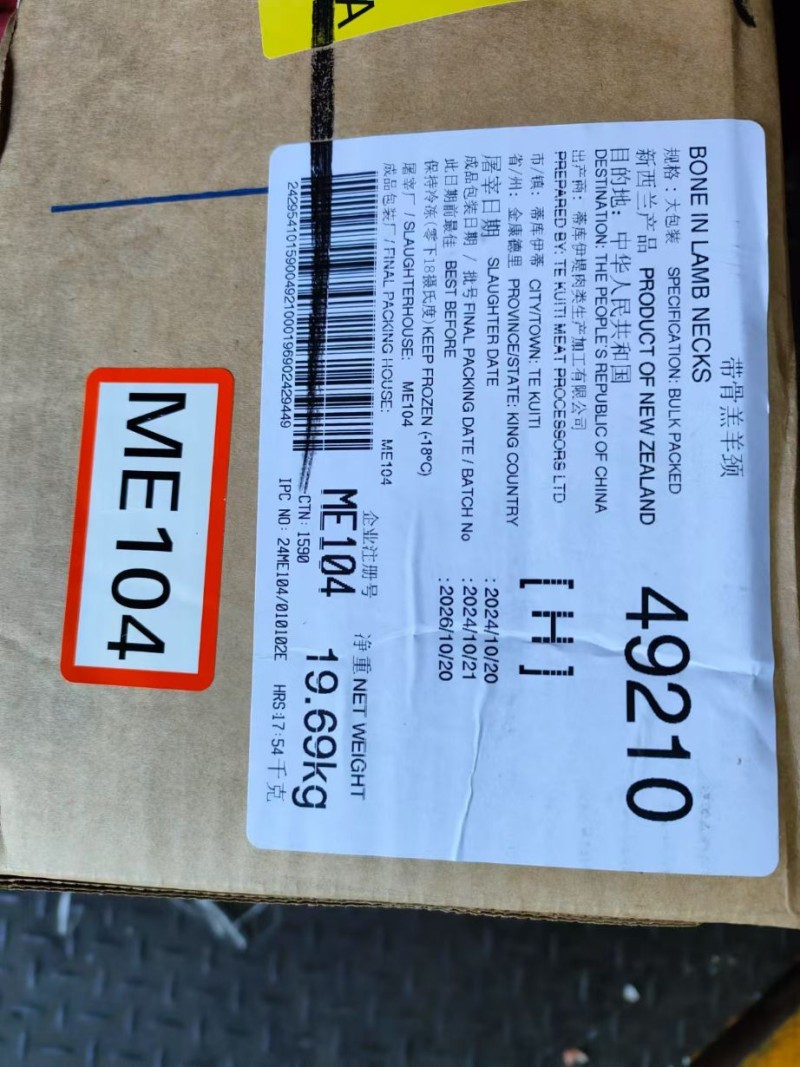 A
带骨羔羊颈
BONE IN LAMB NECKS
规格：大包装 SPECIFICATION: BULK PACKED
新西兰产品 PRODUCT OF NEW ZEALAND
49210
目的地：中华人民共和国
DESTINATION: THE PEOPLE'S REPUBLIC OF CHINA
出产商：蒂库伊堤肉类生产加工有限公司
PREPARED BY: TE KUITI MEAT PROCESSORS LTD
市/镇：蒂库伊蒂 CITY/TOWN: TE KUITI
[H]
省/州：金康德里 PROVINCE/STATE: KING COUNTRY
屠宰日期 SLAUGHTER DATE :2024/10/20
成品包装日期 / 批号 FINAL PACKING DATE / BATCH No :2024/10/21
此日期前最佳 BEST BEFORE :2026/10/20
保持冷冻(零下18摄氏度) KEEP FROZEN (-18ºC)
屠宰厂 / SLAUGHTERHOUSE: ME104
成品包装厂 / FINAL PACKING HOUSE: ME104
企业注册号 净重 NET WEIGHT
ME104 19.69kg
CTN: 1590
千克
24295410159004921000196902429449
IPC NO: 24ME104/010102E HRS:17:54
ME104